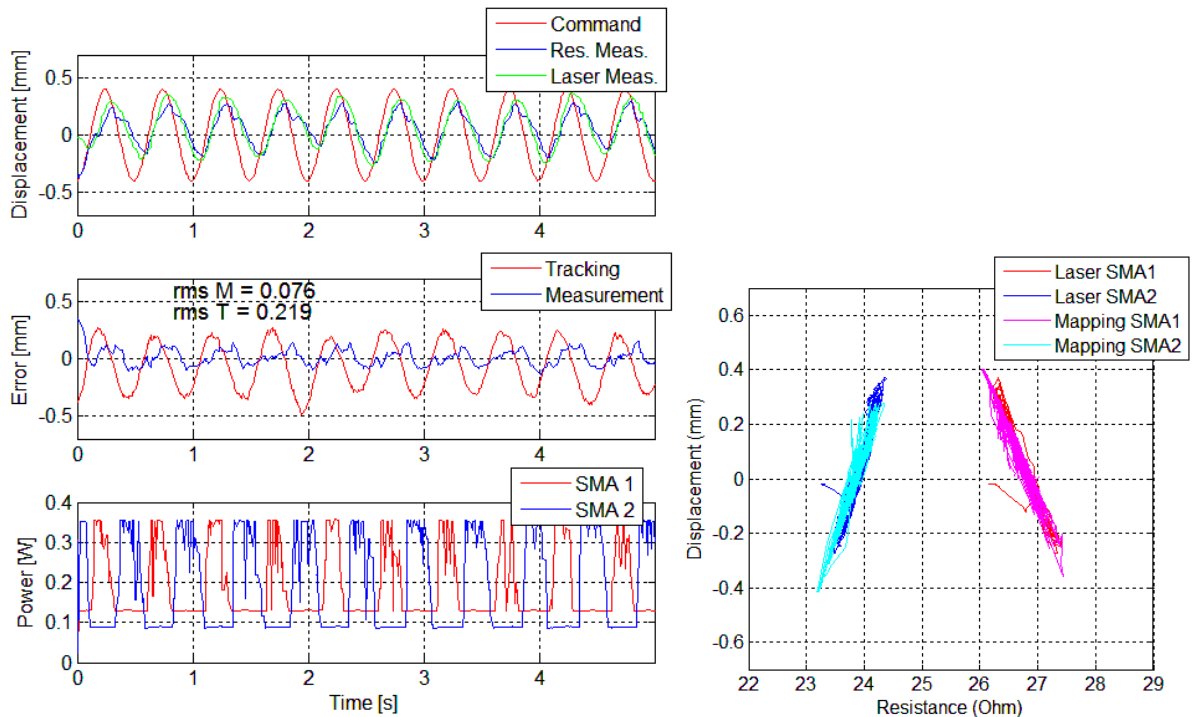 Command
Res. Meas.
Laser Meas.
Displacement [mm]
0.5
0
-0.5
0 1 2 3 4
Tracking
Measurement
rms M = 0.076
rms T = 0.219
Error [mm]
0.5
0
-0.5
0 1 2 3 4
SMA 1
SMA 2
Power [W]
0.4
0.3
0.2
0.1
0
0 1 2 3 4
Time [s]
Laser SMA1
Laser SMA2
Mapping SMA1
Mapping SMA2
Displacement (mm)
0.6
0.4
0.2
0
-0.2
-0.4
-0.6
22 23 24 25 26 27 28 29
Resistance (Ohm)